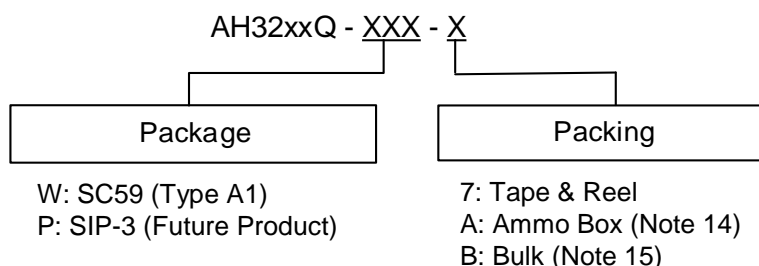 AH32xxQ - XXX - X
Package
Packing
W: SC59 (Type A1)
P: SIP-3 (Future Product)
7: Tape & Reel
A: Ammo Box (Note 14)
B: Bulk (Note 15)